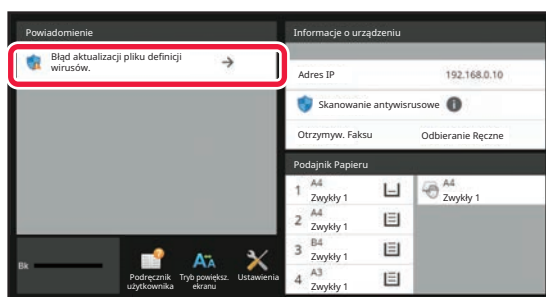 Powiadomienie
Błąd aktualizacji pliku definicji
wirusów.
Bk
Podręcznik
użytkownika
Tryb powiększ.
ekranu
Ustawienia
Informacje o urządzeniu
Adres IP 192.168.0.10
Skanowanie antywisrusowe
Otrzymyw. Faksu Odbieranie Ręczne
Podajnik Papieru
1 A4
Zwykły 1
A4
Zwykły 1
2 A4
Zwykły 1
3 B4
Zwykły 1
4 A3
Zwykły 1